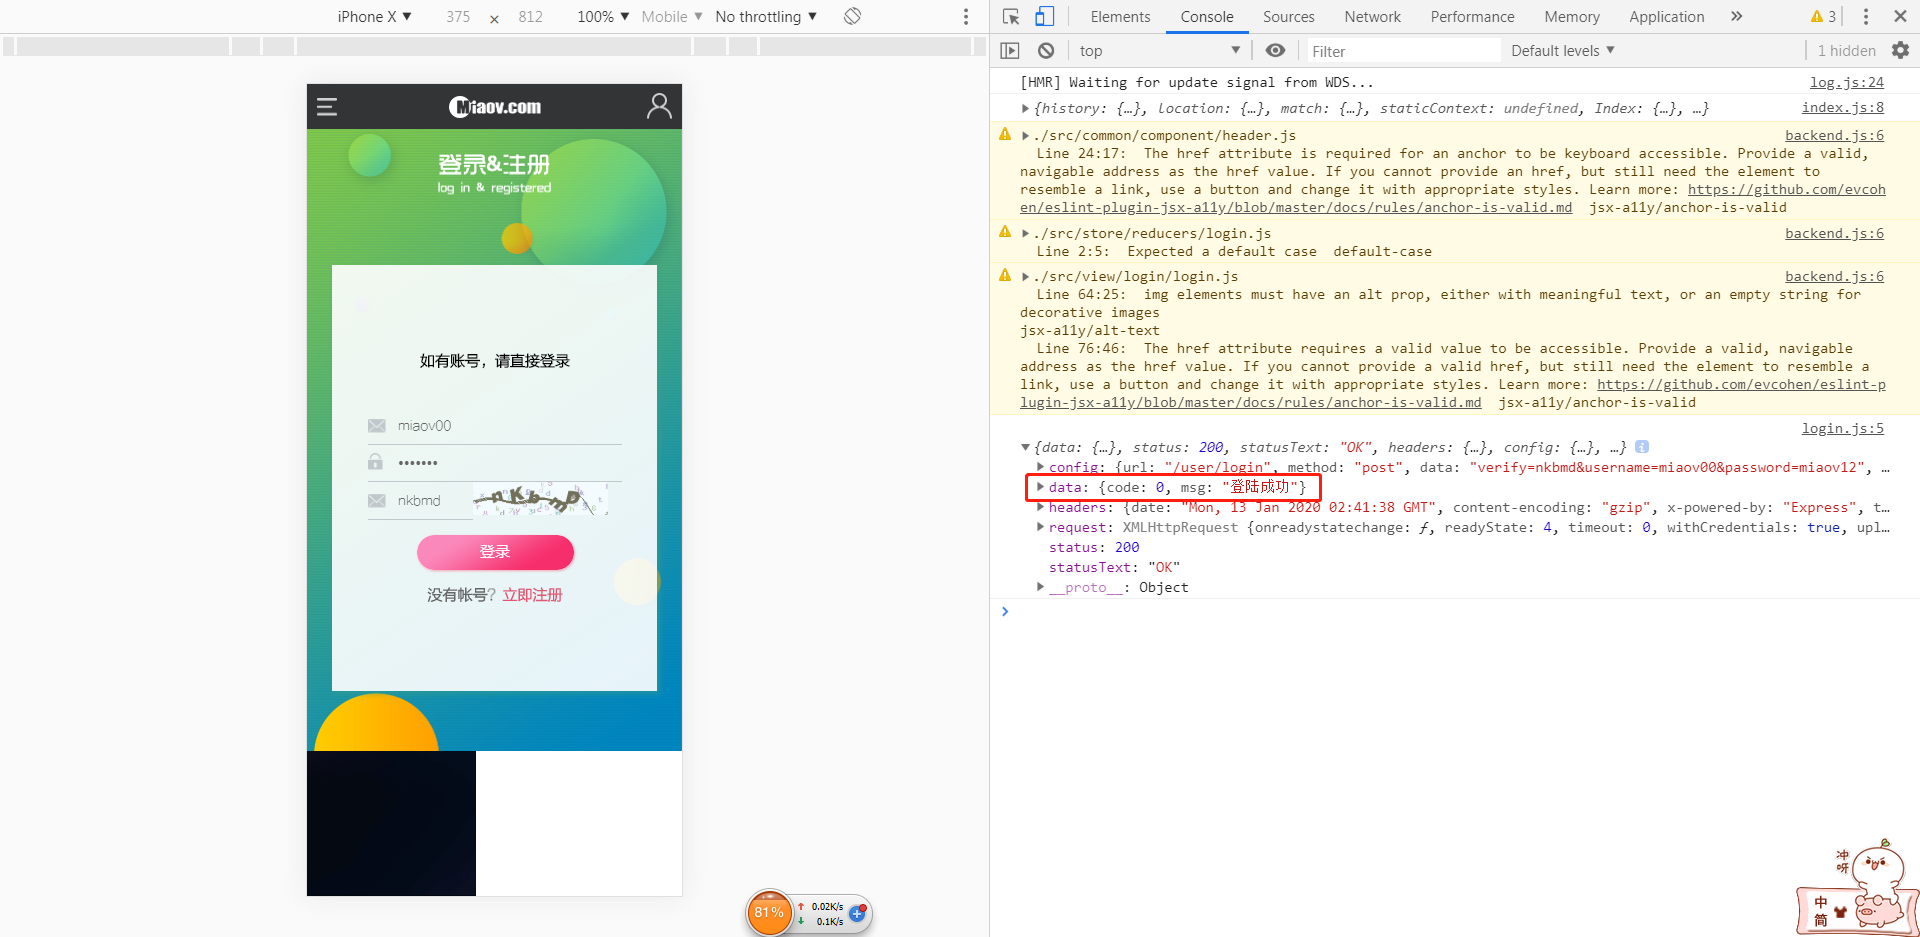 iPhone X ▼ 375 × 812 100% ▼ Mobile ▼ No throttling ▼
Miaov.com
登录&注册
log in & registered
如有账号，请直接登录
miaov00
•••••••
nkbmd
nKbmD
登录
没有帐号？立即注册
81%
0.02K/s
0.1K/s
Elements Console Sources Network Performance Memory Application » 3
top ▼ Filter Default levels ▼ 1 hidden
[HMR] Waiting for update signal from WDS... log.js:24
{history: {…}, location: {…}, match: {…}, staticContext: undefined, Index: {…}, …} index.js:8
./src/common/component/header.js backend.js:6
Line 24:17:  The href attribute is required for an anchor to be keyboard accessible. Provide a valid,
navigable address as the href value. If you cannot provide an href, but still need the element to
resemble a link, use a button and change it with appropriate styles. Learn more: https://github.com/evcoh
en/eslint-plugin-jsx-a11y/blob/master/docs/rules/anchor-is-valid.md  jsx-a11y/anchor-is-valid
./src/store/reducers/login.js backend.js:6
Line 2:5:  Expected a default case  default-case
./src/view/login/login.js backend.js:6
Line 64:25:  img elements must have an alt prop, either with meaningful text, or an empty string for
decorative images
jsx-a11y/alt-text
Line 76:46:  The href attribute requires a valid value to be accessible. Provide a valid, navigable
address as the href value. If you cannot provide a valid href, but still need the element to resemble a
link, use a button and change it with appropriate styles. Learn more: https://github.com/evcohen/eslint-p
lugin-jsx-a11y/blob/master/docs/rules/anchor-is-valid.md  jsx-a11y/anchor-is-valid
login.js:5
{data: {…}, status: 200, statusText: "OK", headers: {…}, config: {…}, …}
config: {url: "/user/login", method: "post", data: "verify=nkbmd&username=miaov00&password=miaov12", …
data: {code: 0, msg: "登陆成功"}
headers: {date: "Mon, 13 Jan 2020 02:41:38 GMT", content-encoding: "gzip", x-powered-by: "Express", t…
request: XMLHttpRequest {onreadystatechange: ƒ, readyState: 4, timeout: 0, withCredentials: true, upl…
status: 200
statusText: "OK"
__proto__: Object
冲呀
中
简